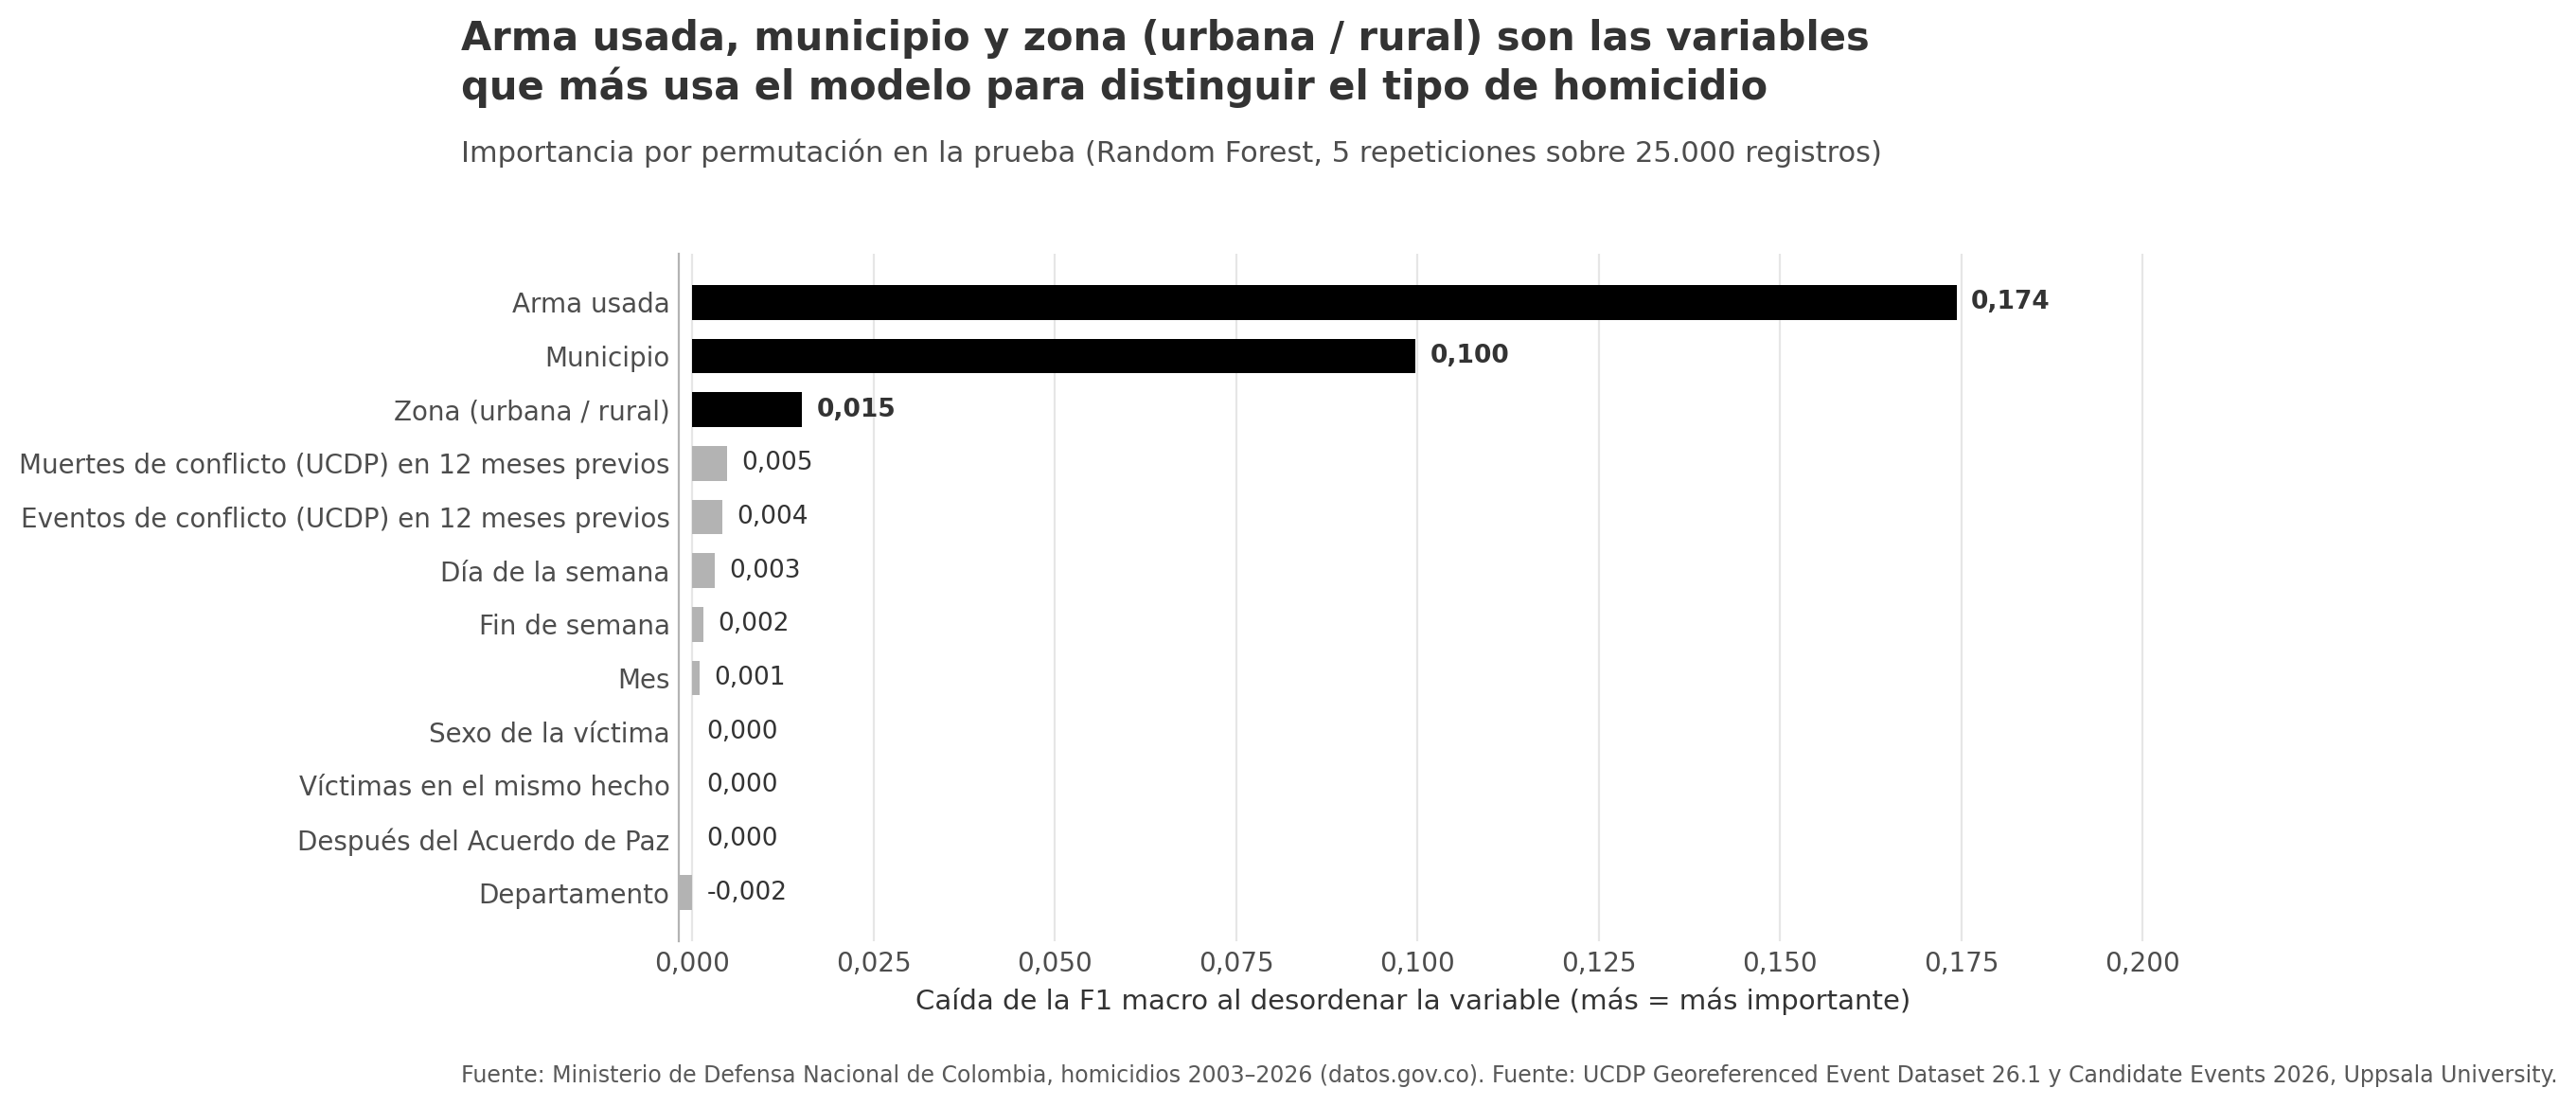 Arma usada, municipio y zona (urbana / rural) son las variables
que más usa el modelo para distinguir el tipo de homicidio
Importancia por permutación en la prueba (Random Forest, 5 repeticiones sobre 25.000 registros)
Arma usada 0,174
Municipio 0,100
Zona (urbana / rural) 0,015
Muertes de conflicto (UCDP) en 12 meses previos 0,005
Eventos de conflicto (UCDP) en 12 meses previos 0,004
Día de la semana 0,003
Fin de semana 0,002
Mes 0,001
Sexo de la víctima 0,000
Víctimas en el mismo hecho 0,000
Después del Acuerdo de Paz 0,000
Departamento -0,002
0,000 0,025 0,050 0,075 0,100 0,125 0,150 0,175 0,200
Caída de la F1 macro al desordenar la variable (más = más importante)
Fuente: Ministerio de Defensa Nacional de Colombia, homicidios 2003–2026 (datos.gov.co). Fuente: UCDP Georeferenced Event Dataset 26.1 y Candidate Events 2026, Uppsala University.